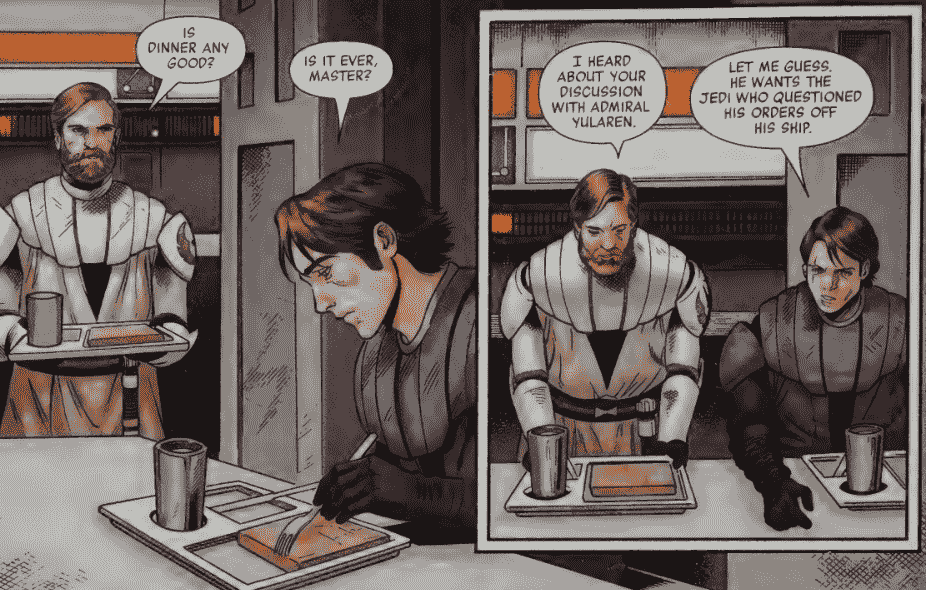 IS
DINNER ANY
GOOD?
IS IT EVER,
MASTER?
I HEARD
ABOUT YOUR
DISCUSSION
WITH ADMIRAL
YULAREN.
LET ME GUESS.
HE WANTS THE
JEDI WHO QUESTIONED
HIS ORDERS OFF
HIS SHIP.